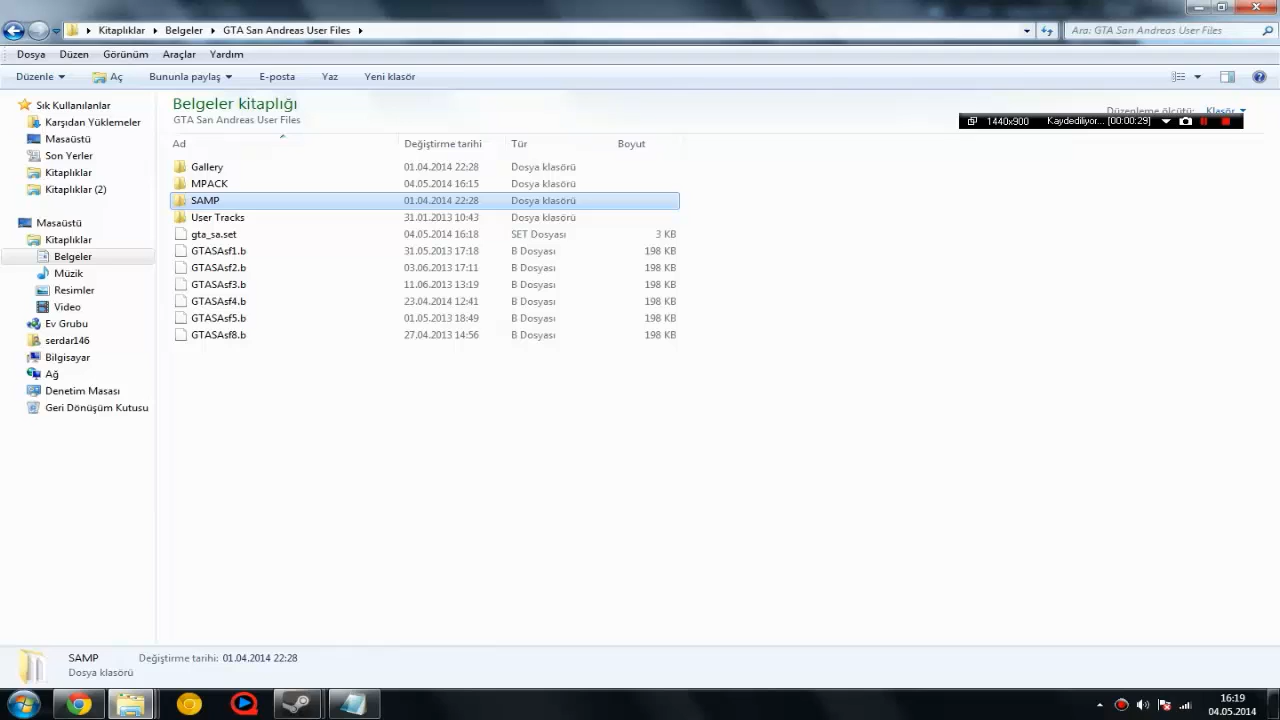 Kitaplıklar ▸ Belgeler ▸ GTA San Andreas User Files ▸
Ara: GTA San Andreas User Files
Dosya Düzen Görünüm Araçlar Yardım
Düzenle Aç Bununla paylaş E-posta Yaz Yeni klasör
Sık Kullanılanlar
Karşıdan Yüklemeler
Masaüstü
Son Yerler
Kitaplıklar
Kitaplıklar (2)
Masaüstü
Kitaplıklar
Belgeler
Müzik
Resimler
Video
Ev Grubu
serdar146
Bilgisayar
Ağ
Denetim Masası
Geri Dönüşüm Kutusu
Belgeler kitaplığı
GTA San Andreas User Files
Düzenleme ölçütü: Klasör
1440x900 Kaydediliyor... [00:00:29]
Ad Değiştirme tarihi Tür Boyut
Gallery 01.04.2014 22:28 Dosya klasörü
MPACK 04.05.2014 16:15 Dosya klasörü
SAMP 01.04.2014 22:28 Dosya klasörü
User Tracks 31.01.2013 10:43 Dosya klasörü
gta_sa.set 04.05.2014 16:18 SET Dosyası 3 KB
GTASAsf1.b 31.05.2013 17:18 B Dosyası 198 KB
GTASAsf2.b 03.06.2013 17:11 B Dosyası 198 KB
GTASAsf3.b 11.06.2013 13:19 B Dosyası 198 KB
GTASAsf4.b 23.04.2014 12:41 B Dosyası 198 KB
GTASAsf5.b 01.05.2013 18:49 B Dosyası 198 KB
GTASAsf8.b 27.04.2013 14:56 B Dosyası 198 KB
SAMP Değiştirme tarihi: 01.04.2014 22:28
Dosya klasörü
16:19
04.05.2014